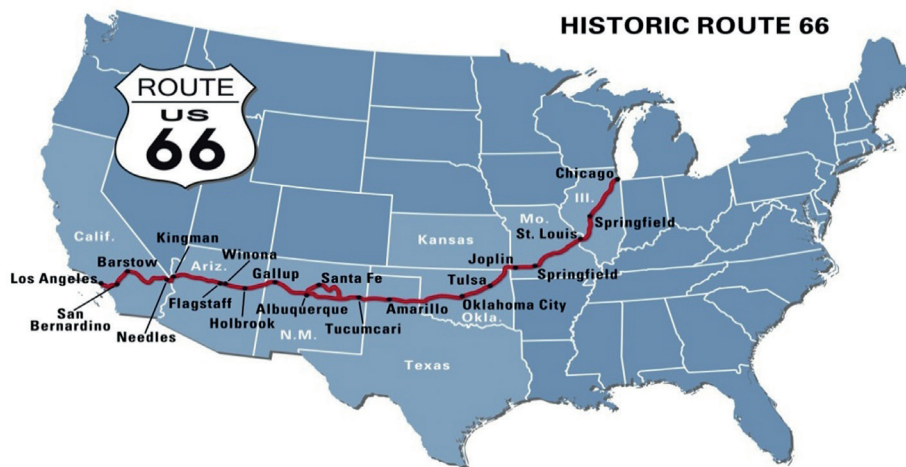 HISTORIC ROUTE 66
ROUTE
US
66
Chicago
Ill.
Mo.
Springfield
St. Louis
Calif.
Kansas
Kingman
Winona
Joplin
Springfield
Barstow
Ariz.
Gallup
Santa Fe
Tulsa
Los Angeles
Flagstaff
Albuquerque
Amarillo
Oklahoma City
San
Bernardino
Holbrook
Tucumcari
Okla.
Needles
N.M.
Texas